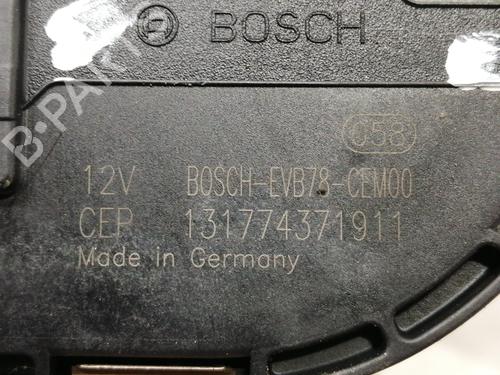 BOSCH
058
12V BOSCH-EVB78-CEM00
CEP 131774371911
Made in Germany
B-PARTS